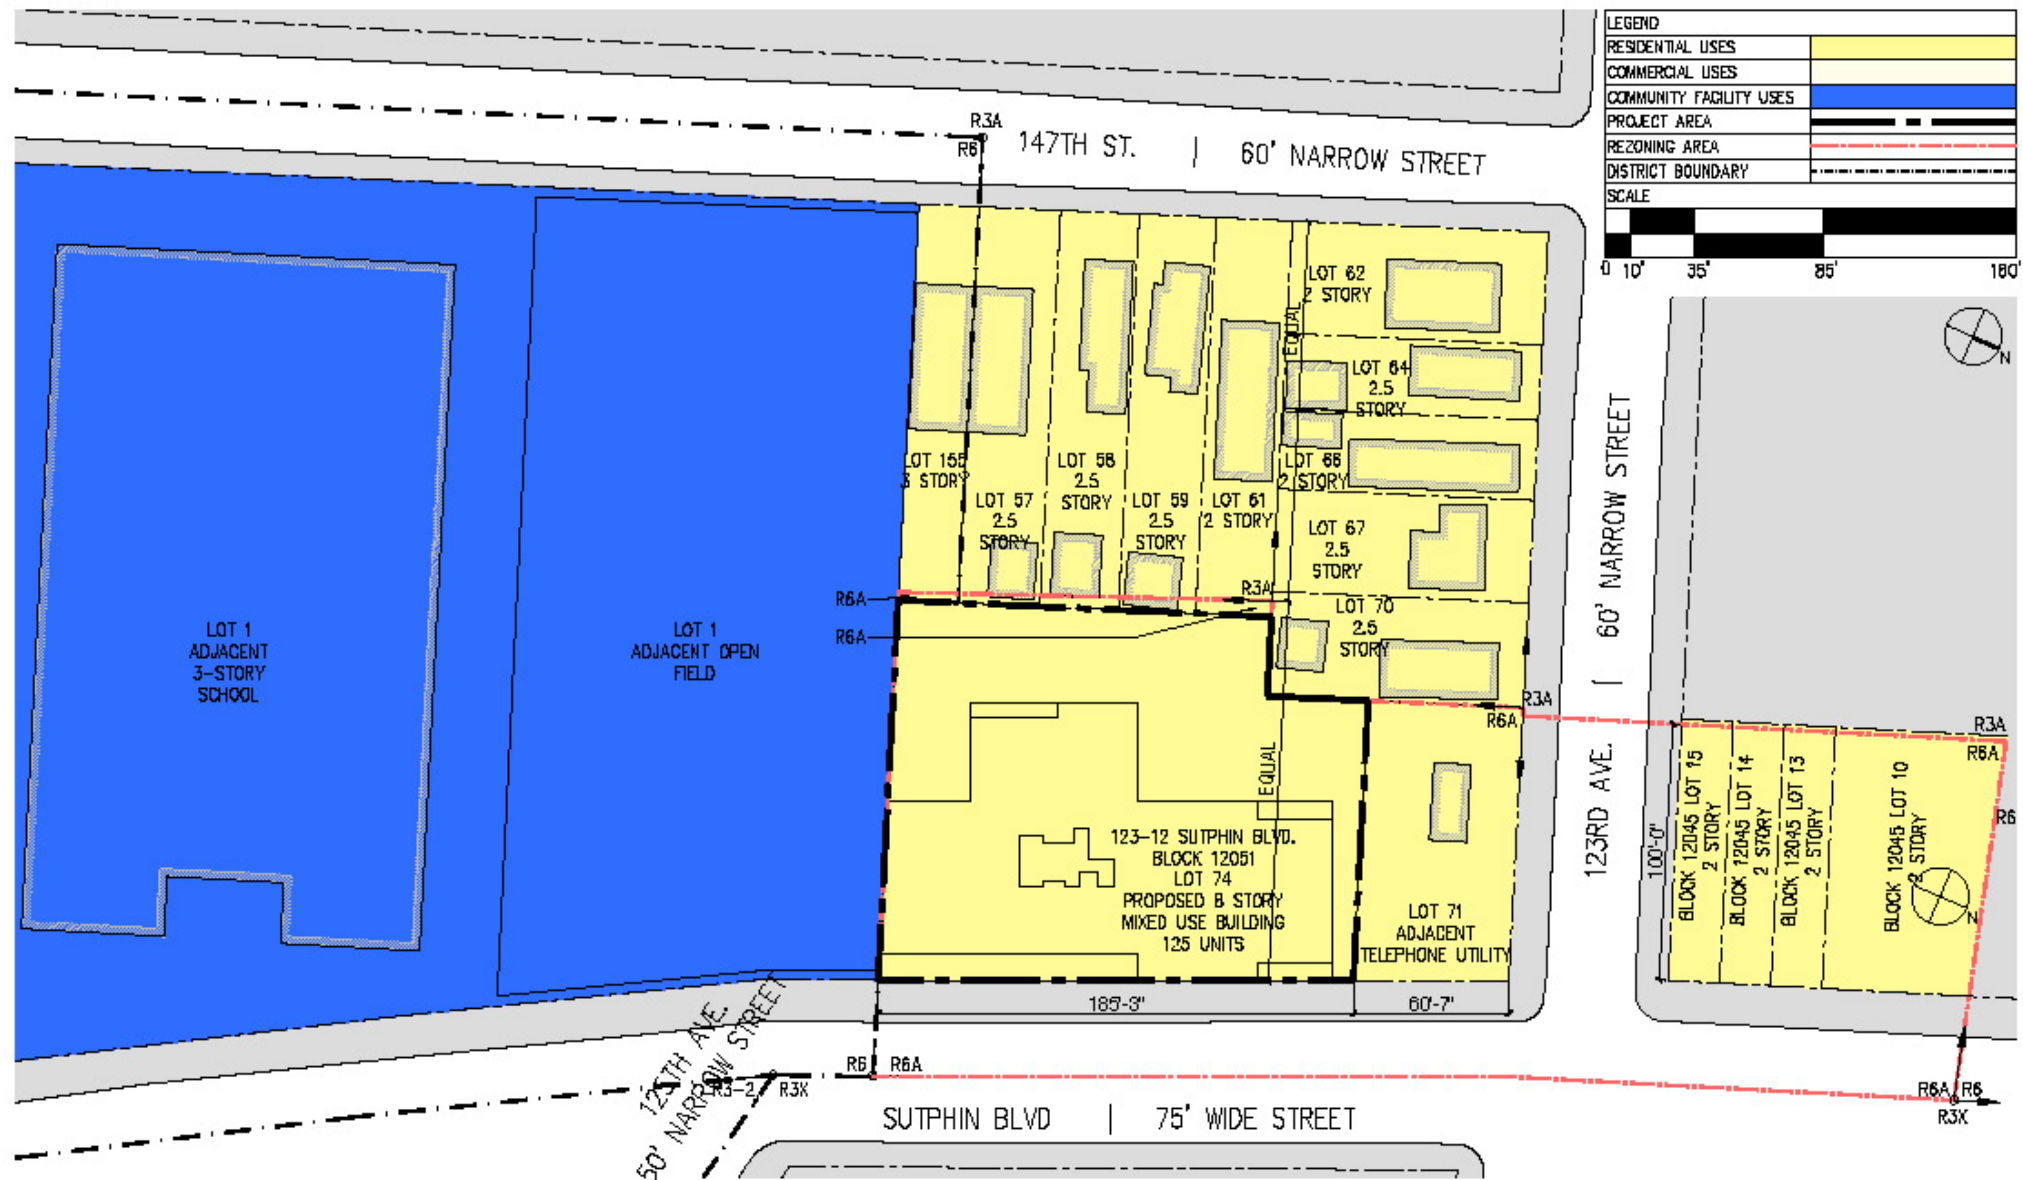 LEGEND
RESIDENTIAL USES
COMMERCIAL USES
COMMUNITY FACILITY USES
PROJECT AREA
REZONING AREA
DISTRICT BOUNDARY
SCALE
0 10' 35' 85' 160'
N
R3A
R6
147TH ST. | 60' NARROW STREET
LOT 62
2 STORY
EQUAL
LOT 64
2.5
STORY
LOT 155
3 STORY
LOT 58
2.5
STORY
LOT 66
2 STORY
LOT 57
2.5
STORY
LOT 59
2.5
STORY
LOT 61
2 STORY
LOT 67
2.5
STORY
123RD AVE. | 60' NARROW STREET
R6A
R3A
R6A
LOT 70
2.5
STORY
LOT 1
ADJACENT
3-STORY
SCHOOL
LOT 1
ADJACENT OPEN
FIELD
R3A
R6A
R3A
R6A
R6
EQUAL
100'-0"
BLOCK 12045 LOT 15
2 STORY
BLOCK 12045 LOT 14
2 STORY
BLOCK 12045 LOT 13
2 STORY
BLOCK 12045 LOT 10
2 STORY
N
123-12 SUTPHIN BLVD.
BLOCK 12051
LOT 74
PROPOSED 8 STORY
MIXED USE BUILDING
125 UNITS
LOT 71
ADJACENT
TELEPHONE UTILITY
185'-3"
60'-7"
125TH AVE.
50' NARROW STREET
R3-2
R3X
R6
R6A
R6A
R6
R3X
SUTPHIN BLVD | 75' WIDE STREET